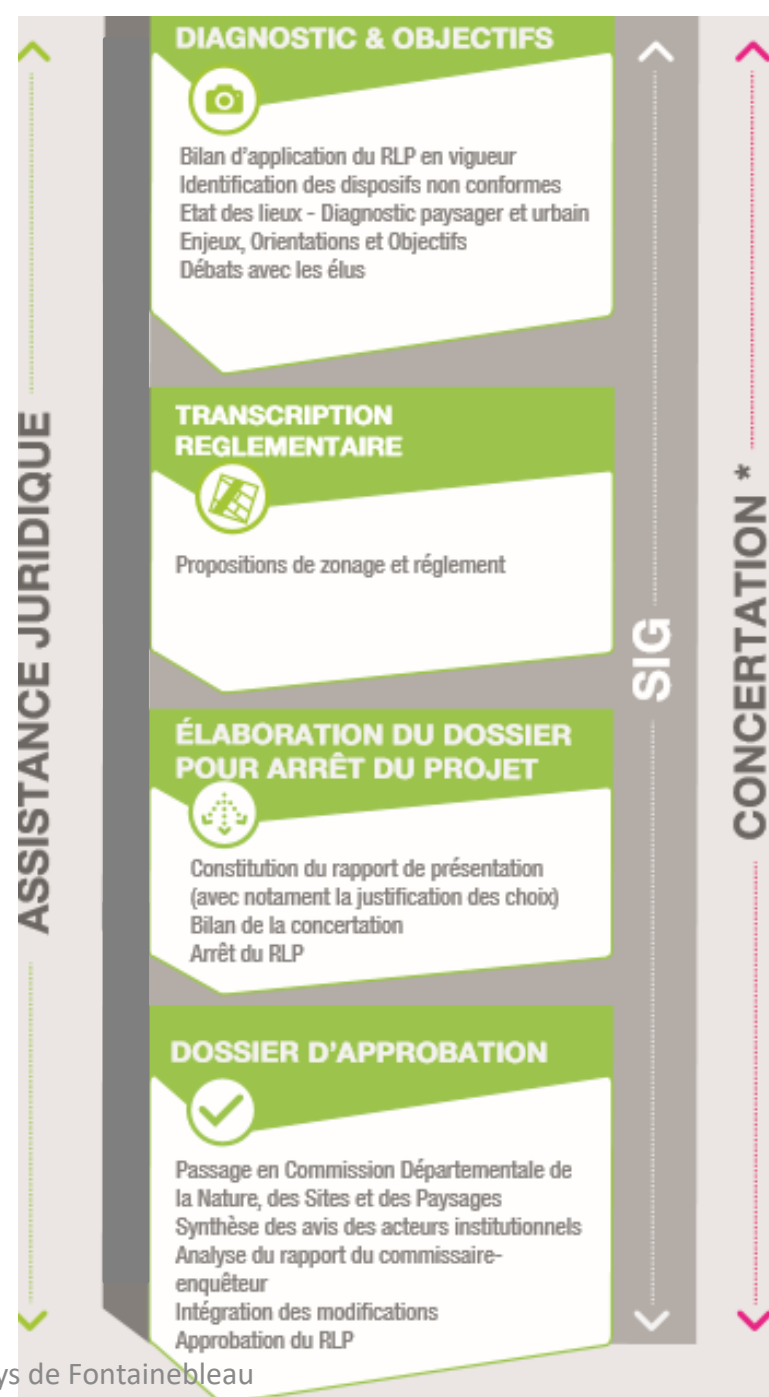 DIAGNOSTIC & OBJECTIFS
Bilan d'application du RLP en vigueur
Identification des disposifs non conformes
Etat des lieux - Diagnostic paysager et urbain
Enjeux, Orientations et Objectifs
Débats avec les élus
TRANSCRIPTION
REGLEMENTAIRE
Propositions de zonage et réglement
ÉLABORATION DU DOSSIER
POUR ARRÊT DU PROJET
Constitution du rapport de présentation
(avec notament la justification des choix)
Bilan de la concertation
Arrêt du RLP
DOSSIER D'APPROBATION
Passage en Commission Départementale de
la Nature, des Sites et des Paysages
Synthèse des avis des acteurs institutionnels
Analyse du rapport du commissaire-
enquêteur
Intégration des modifications
Approbation du RLP
ASSISTANCE JURIDIQUE
SIG
CONCERTATION *
ys de Fontainebleau